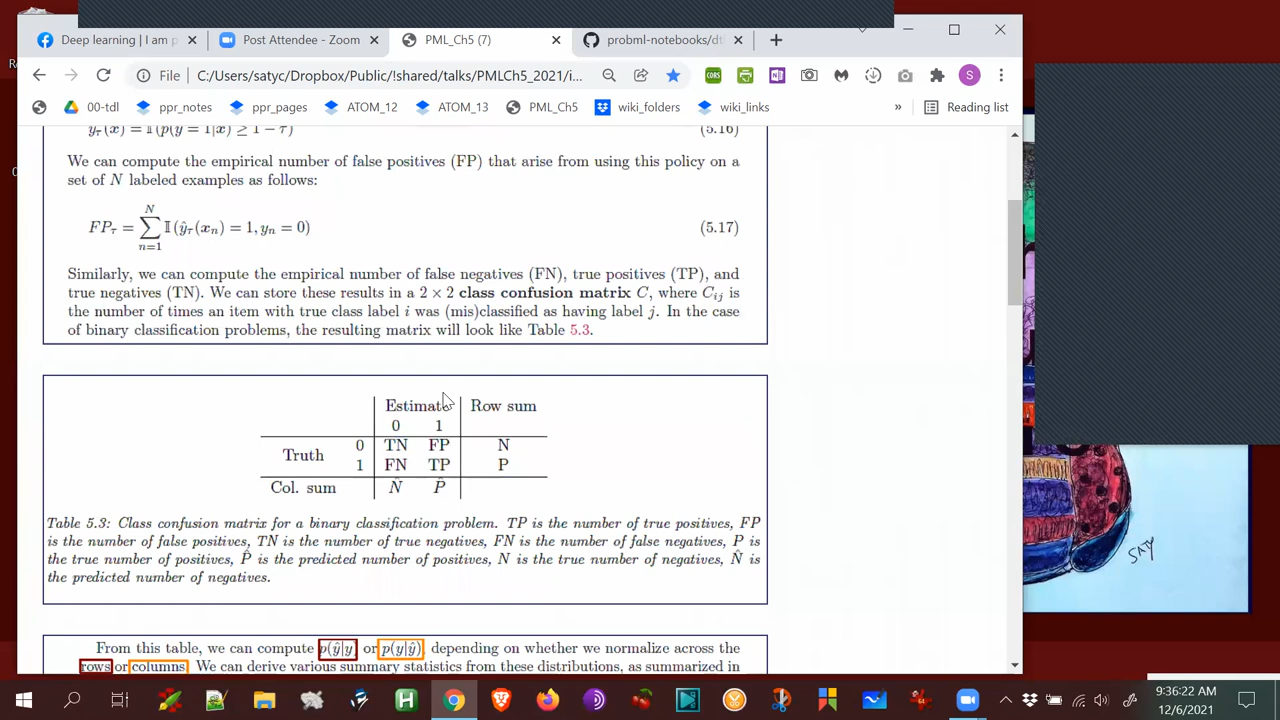 Deep learning | I am p
Post Attendee - Zoom
PML_Ch5 (7)
probml-notebooks/dt
File
C:/Users/satyc/Dropbox/Public/!shared/talks/PMLCh5_2021/i...
CORS
S
00-tdl
ppr_notes
ppr_pages
ATOM_12
ATOM_13
PML_Ch5
wiki_folders
wiki_links
»
Reading list
ŷτ(x) = 𝕀(p(y = 1|x) ≥ 1 − τ) (5.16)
We can compute the empirical number of false positives (FP) that arise from using this policy on a
set of N labeled examples as follows:
FPτ = ∑ₙ₌₁ᴺ 𝕀(ŷτ(xₙ) = 1, yₙ = 0) (5.17)
Similarly, we can compute the empirical number of false negatives (FN), true positives (TP), and
true negatives (TN). We can store these results in a 2 × 2 class confusion matrix C, where Cij is
the number of times an item with true class label i was (mis)classified as having label j. In the case
of binary classification problems, the resulting matrix will look like Table 5.3.
Estimate Row sum
0 1
Truth 0 TN FP N
1 FN TP P
Col. sum N̂ P̂
Table 5.3: Class confusion matrix for a binary classification problem. TP is the number of true positives, FP
is the number of false positives, TN is the number of true negatives, FN is the number of false negatives, P is
the true number of positives, P̂ is the predicted number of positives, N is the true number of negatives, N̂ is
the predicted number of negatives.
From this table, we can compute p(ŷ|y) or p(y|ŷ), depending on whether we normalize across the
rows or columns. We can derive various summary statistics from these distributions, as summarized in
SAY
9:36:22 AM
12/6/2021